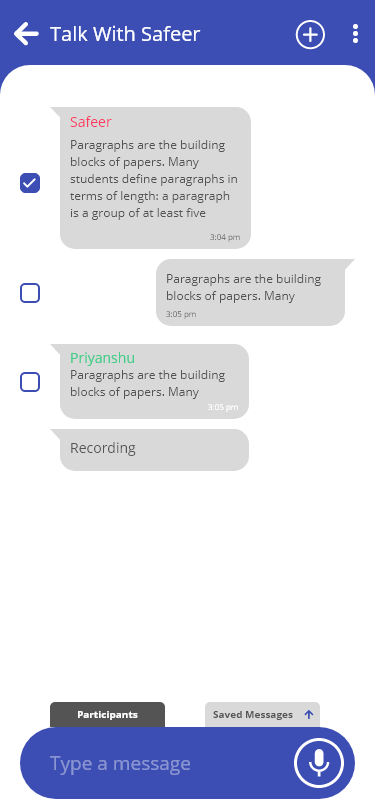 Talk With Safeer
Safeer
Paragraphs are the building
blocks of papers. Many
students define paragraphs in
terms of length: a paragraph
is a group of at least five
3:04 pm
Paragraphs are the building
blocks of papers. Many
3:05 pm
Priyanshu
Paragraphs are the building
blocks of papers. Many
3:05 pm
Recording
Participants
Saved Messages
Type a message